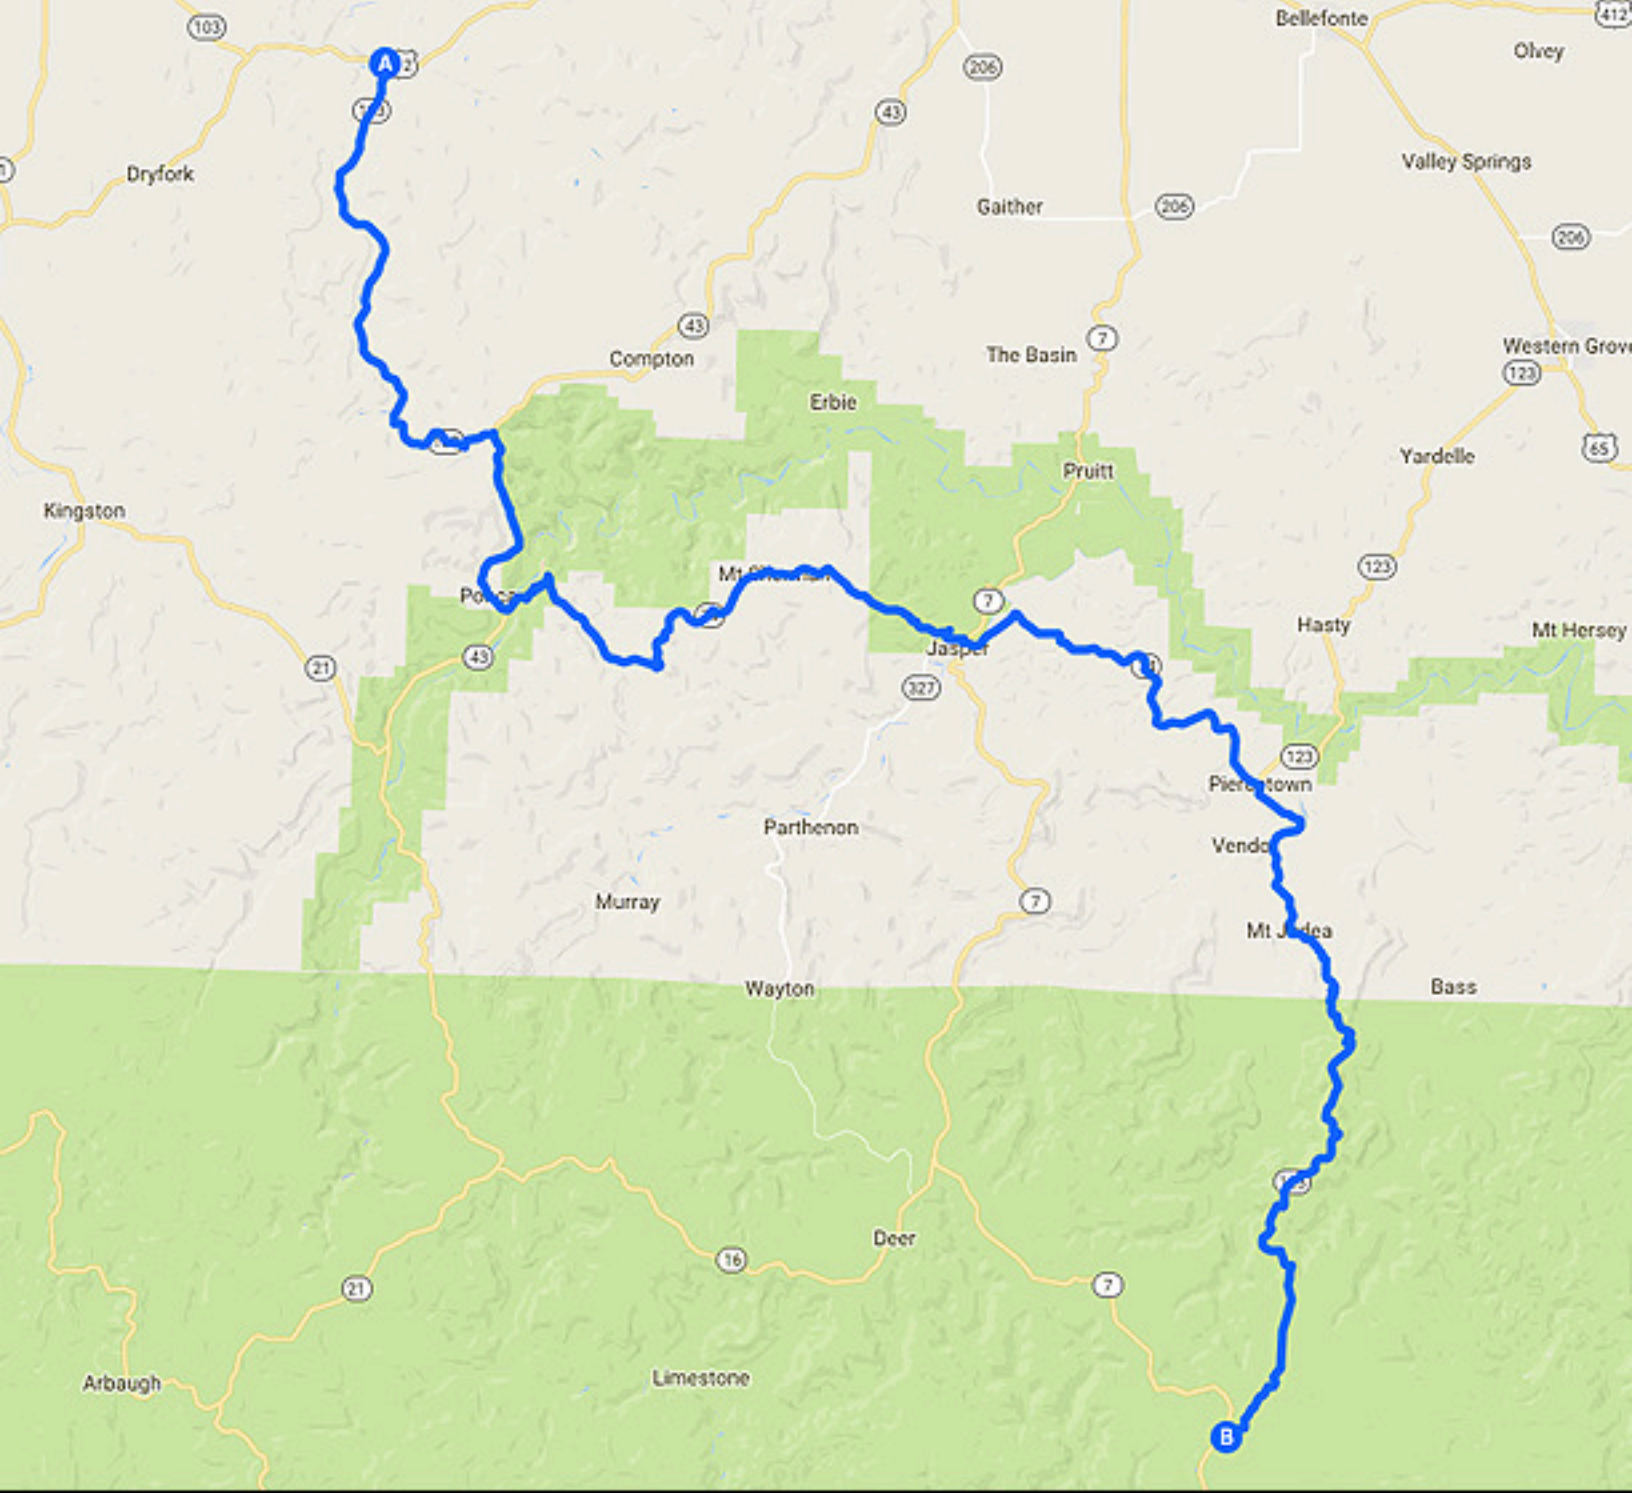 103
A
Bellefonte
412
Olvey
206
43
Dryfork
Valley Springs
Gaither
206
206
43
7
Compton
The Basin
Western Grove
123
Erbie
65
Yardelle
Pruitt
Kingston
123
7
Hasty
Mt Hersey
Jasper
43
21
327
123
Parthenon
Vendo
Murray
7
Bass
Wayton
Deer
16
7
21
Limestone
Arbaugh
B